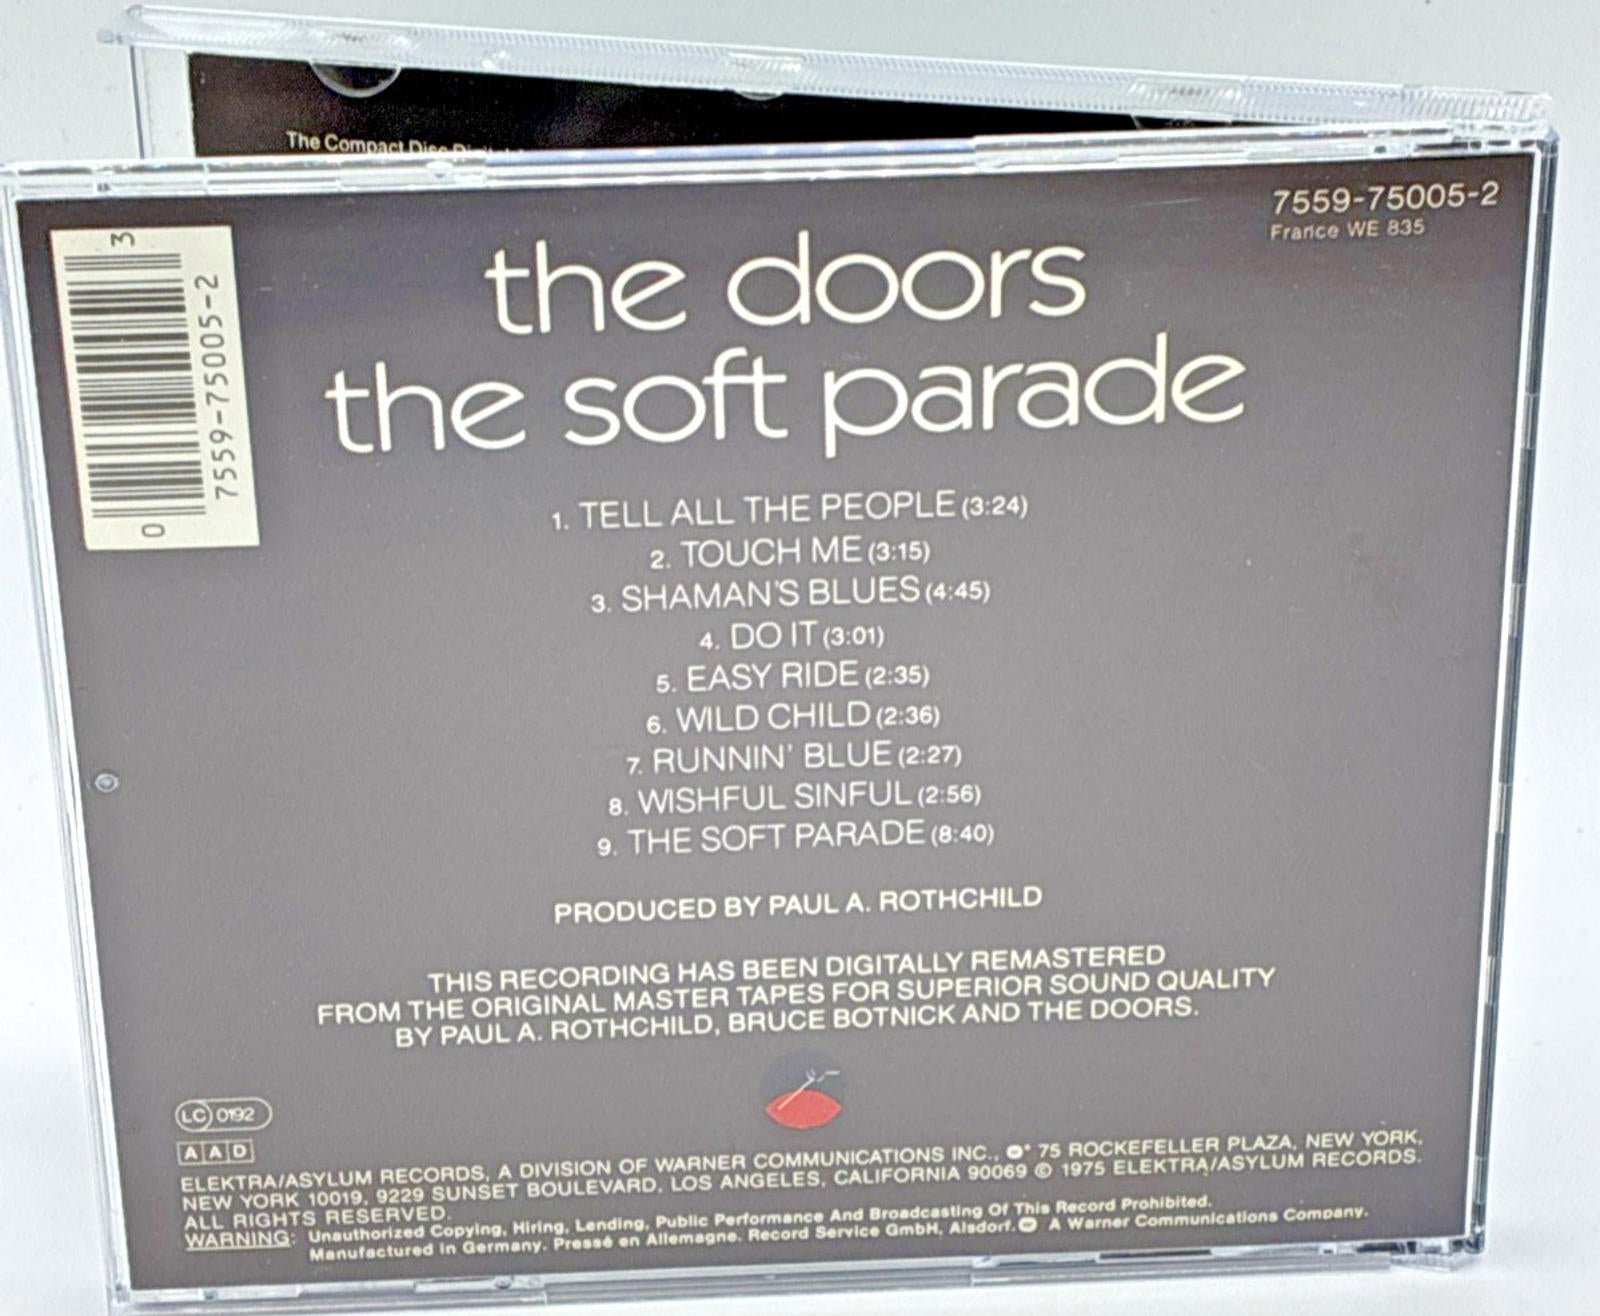 The Compact Disc
7559-75005-2
France WE 835
3
7559-75005-2
0
the doors
the soft parade
1. TELL ALL THE PEOPLE (3:24)
2. TOUCH ME (3:15)
3. SHAMAN'S BLUES (4:45)
4. DO IT (3:01)
5. EASY RIDE (2:35)
6. WILD CHILD (2:36)
7. RUNNIN' BLUE (2:27)
8. WISHFUL SINFUL (2:56)
9. THE SOFT PARADE (8:40)
PRODUCED BY PAUL A. ROTHCHILD
THIS RECORDING HAS BEEN DIGITALLY REMASTERED
FROM THE ORIGINAL MASTER TAPES FOR SUPERIOR SOUND QUALITY
BY PAUL A. ROTHCHILD, BRUCE BOTNICK AND THE DOORS.
LC 0192
A A D
ELEKTRA/ASYLUM RECORDS, A DIVISION OF WARNER COMMUNICATIONS INC., 75 ROCKEFELLER PLAZA, NEW YORK,
NEW YORK 10019. 9229 SUNSET BOULEVARD, LOS ANGELES, CALIFORNIA 90069 © 1975 ELEKTRA/ASYLUM RECORDS.
ALL RIGHTS RESERVED.
WARNING: Unauthorized Copying, Hiring, Lending, Public Performance And Broadcasting Of This Record Prohibited.
Manufactured in Germany. Pressé en Allemagne. Record Service GmbH, Alsdorf. A Warner Communications Company.